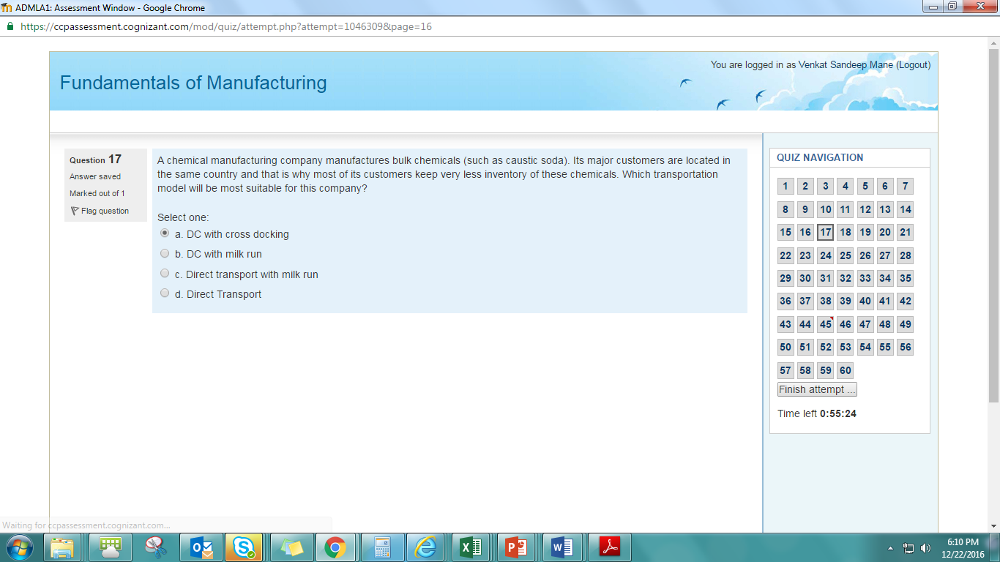 ADMLA1: Assessment Window - Google Chrome
https://ccpassessment.cognizant.com/mod/quiz/attempt.php?attempt=1046309&page=16
You are logged in as Venkat Sandeep Mane (Logout)
Fundamentals of Manufacturing
Question 17
Answer saved
Marked out of 1
Flag question
A chemical manufacturing company manufactures bulk chemicals (such as caustic soda). Its major customers are located in
the same country and that is why most of its customers keep very less inventory of these chemicals. Which transportation
model will be most suitable for this company?
Select one:
a. DC with cross docking
b. DC with milk run
c. Direct transport with milk run
d. Direct Transport
QUIZ NAVIGATION
1 2 3 4 5 6 7
8 9 10 11 12 13 14
15 16 17 18 19 20 21
22 23 24 25 26 27 28
29 30 31 32 33 34 35
36 37 38 39 40 41 42
43 44 45 46 47 48 49
50 51 52 53 54 55 56
57 58 59 60
Finish attempt ...
Time left 0:55:24
Waiting for ccpassessment.cognizant.com...
6:10 PM
12/22/2016